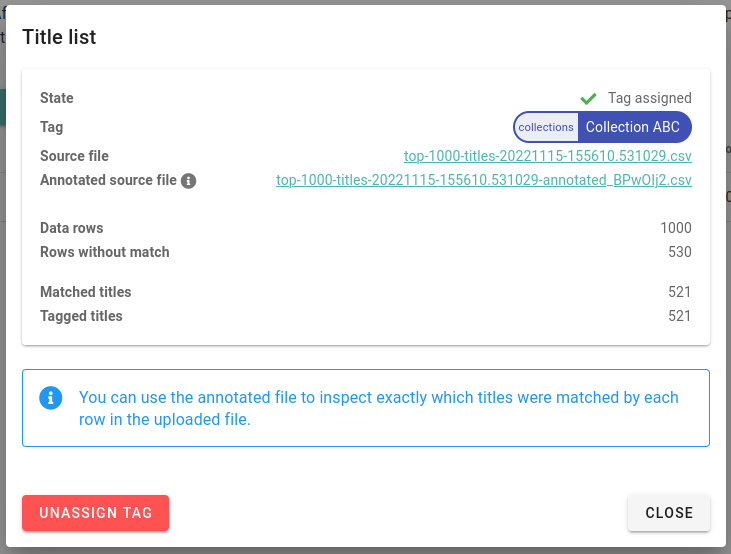 Title list
State
Tag assigned
Tag
collections Collection ABC
Source file
top-1000-titles-20221115-155610.531029.csv
Annotated source file
top-1000-titles-20221115-155610.531029-annotated_BPwOlj2.csv
Data rows
1000
Rows without match
530
Matched titles
521
Tagged titles
521
You can use the annotated file to inspect exactly which titles were matched by each
row in the uploaded file.
UNASSIGN TAG
CLOSE